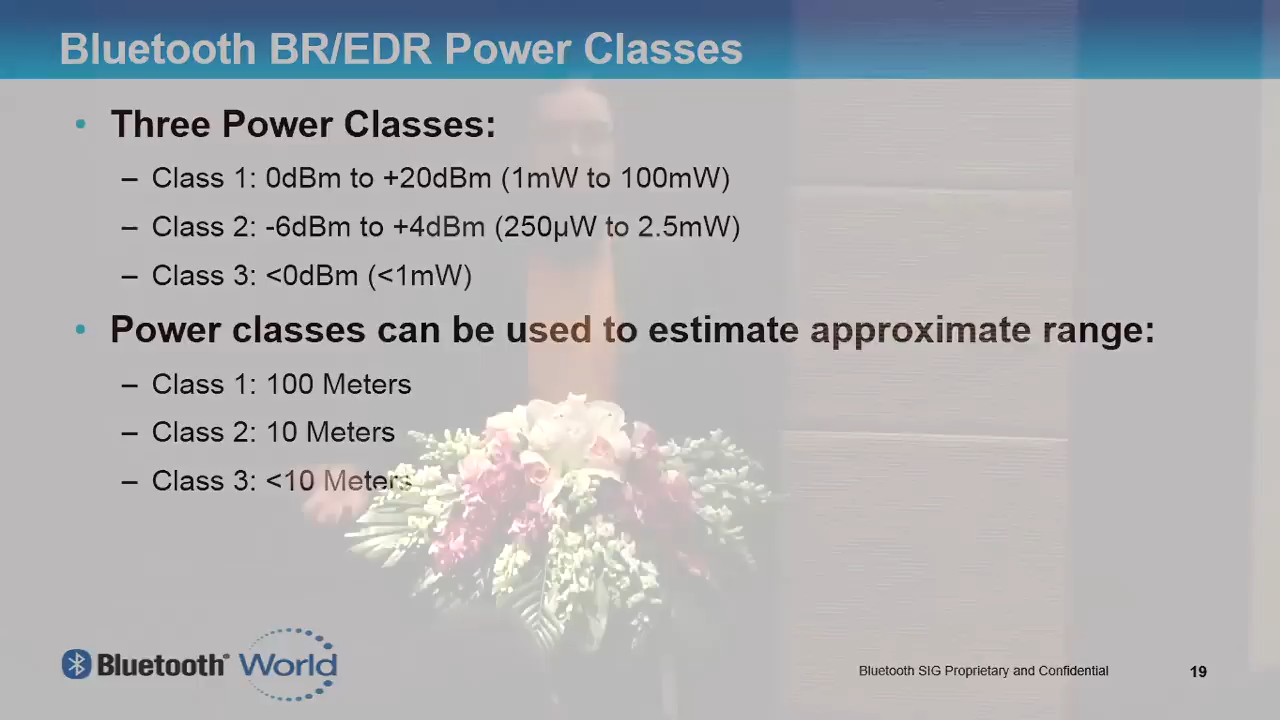 Bluetooth BR/EDR Power Classes
• Three Power Classes:
– Class 1: 0dBm to +20dBm (1mW to 100mW)
– Class 2: -6dBm to +4dBm (250µW to 2.5mW)
– Class 3: <0dBm (<1mW)
• Power classes can be used to estimate approximate range:
– Class 1: 100 Meters
– Class 2: 10 Meters
– Class 3: <10 Meters
Bluetooth World
Bluetooth SIG Proprietary and Confidential 19